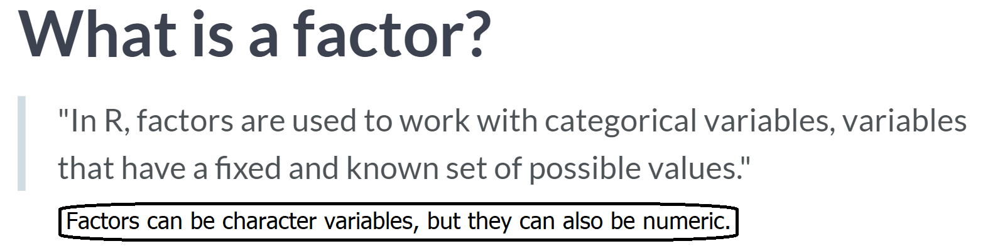 What is a factor?
"In R, factors are used to work with categorical variables, variables
that have a fixed and known set of possible values."
Factors can be character variables, but they can also be numeric.